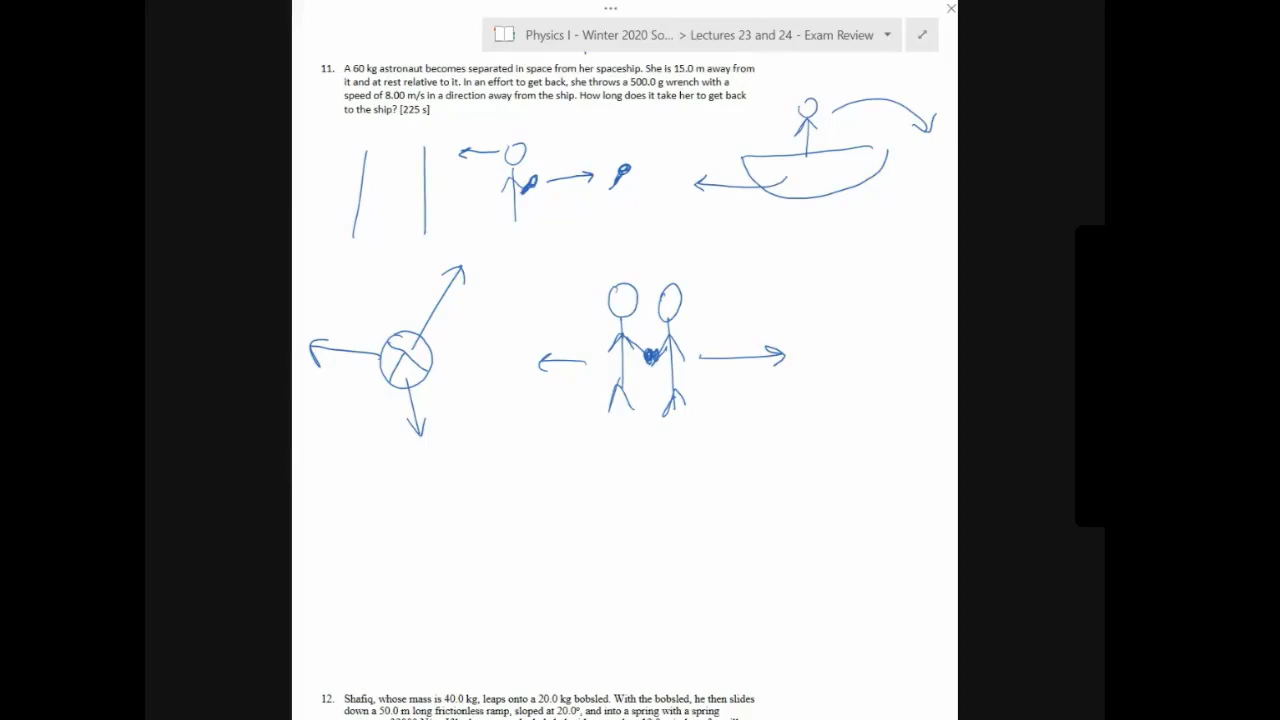 Physics I - Winter 2020 So... > Lectures 23 and 24 - Exam Review
11. A 60 kg astronaut becomes separated in space from her spaceship. She is 15.0 m away from
it and at rest relative to it. In an effort to get back, she throws a 500.0 g wrench with a
speed of 8.00 m/s in a direction away from the ship. How long does it take her to get back
to the ship? [225 s]
12. Shafiq, whose mass is 40.0 kg, leaps onto a 20.0 kg bobsled. With the bobsled, he then slides
down a 50.0 m long frictionless ramp, sloped at 20.0°, and into a spring with a spring